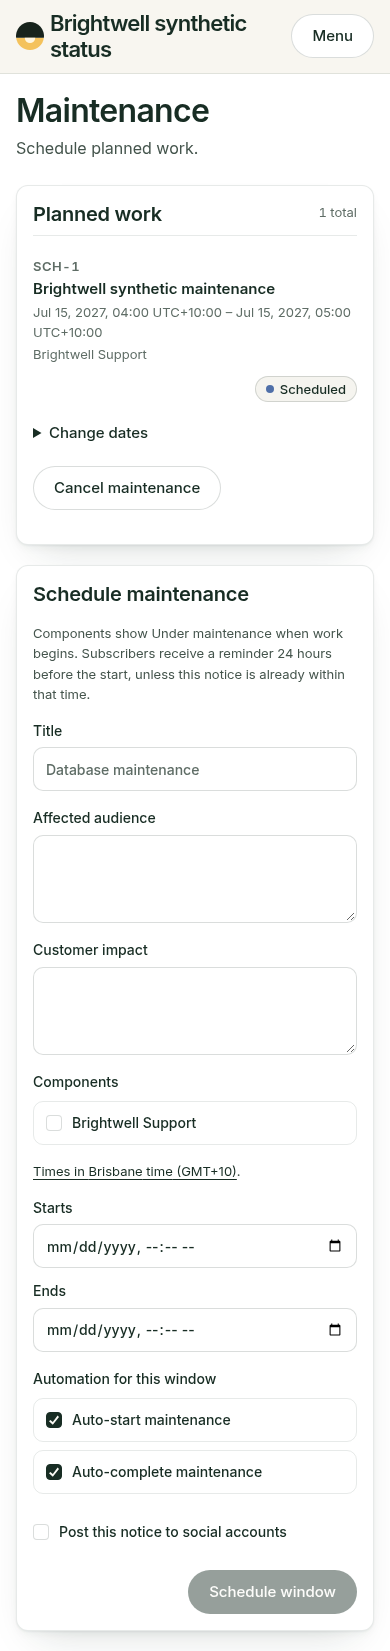 Brightwell synthetic
status
Menu
Maintenance
Schedule planned work.
Planned work
1 total
SCH-1
Brightwell synthetic maintenance
Jul 15, 2027, 04:00 UTC+10:00 – Jul 15, 2027, 05:00
UTC+10:00
Brightwell Support
Scheduled
Change dates
Cancel maintenance
Schedule maintenance
Components show Under maintenance when work
begins. Subscribers receive a reminder 24 hours
before the start, unless this notice is already within
that time.
Title
Database maintenance
Affected audience
Customer impact
Components
Brightwell Support
Times in Brisbane time (GMT+10).
Starts
mm/dd/yyyy, --:-- --
Ends
mm/dd/yyyy, --:-- --
Automation for this window
Auto-start maintenance
Auto-complete maintenance
Post this notice to social accounts
Schedule window